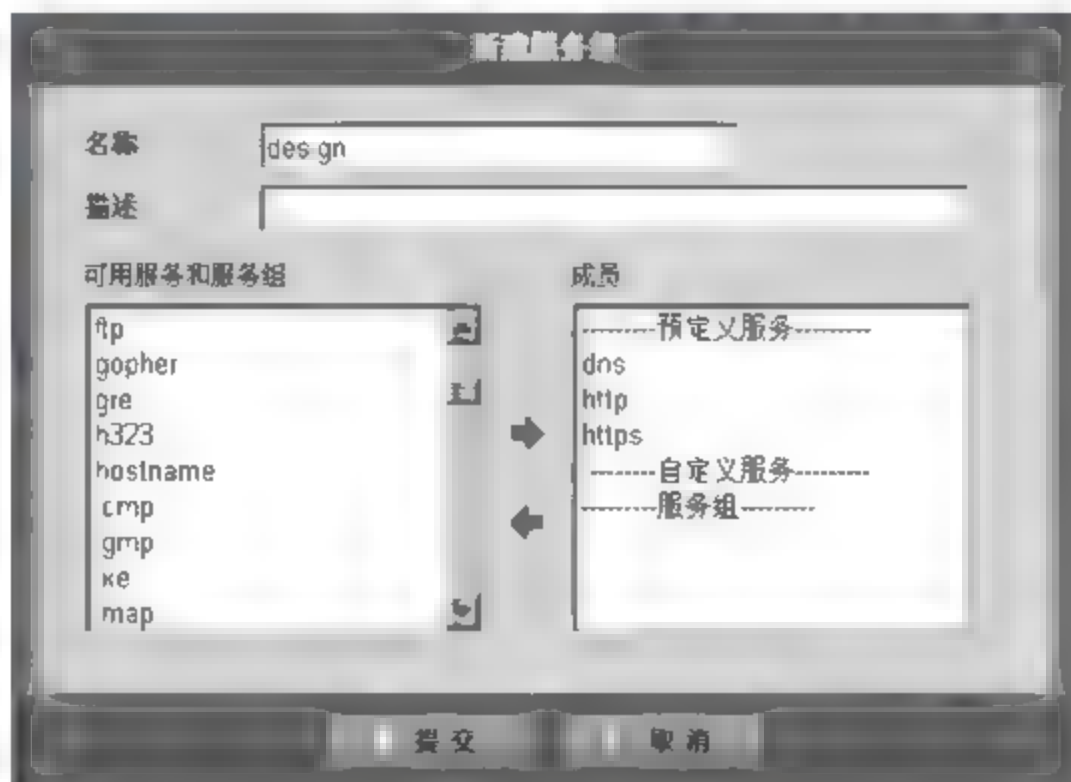 新建服务组
名称
des gn
描述
可用服务和服务组
成员
ftp
gopher
gre
h323
hostname
cmp
gmp
ke
map
--------预定义服务--------
dns
http
https
-------自定义服务--------
--------服务组--------
提交
取消